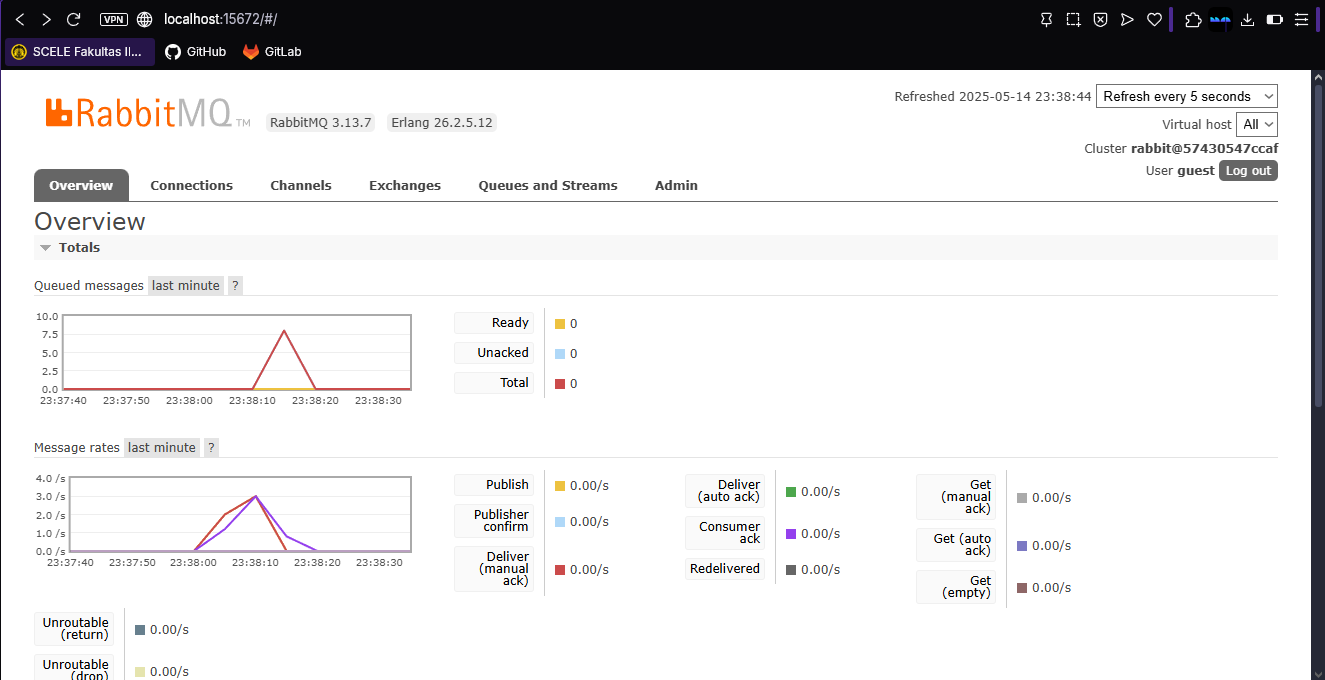 VPN localhost:15672/#/
SCELE Fakultas Il... GitHub GitLab
RabbitMQ TM RabbitMQ 3.13.7 Erlang 26.2.5.12
Refreshed 2025-05-14 23:38:44 Refresh every 5 seconds
Virtual host All
Cluster rabbit@57430547ccaf
User guest Log out
Overview Connections Channels Exchanges Queues and Streams Admin
Overview
Totals
Queued messages last minute ?
10.0
7.5
5.0
2.5
0.0
23:37:40 23:37:50 23:38:00 23:38:10 23:38:20 23:38:30
Ready 0
Unacked 0
Total 0
Message rates last minute ?
4.0 /s
3.0 /s
2.0 /s
1.0 /s
0.0 /s
23:37:40 23:37:50 23:38:00 23:38:10 23:38:20 23:38:30
Publish 0.00/s
Publisher
confirm 0.00/s
Deliver
(manual
ack) 0.00/s
Deliver
(auto ack) 0.00/s
Consumer
ack 0.00/s
Redelivered 0.00/s
Get
(manual
ack) 0.00/s
Get (auto
ack) 0.00/s
Get
(empty) 0.00/s
Unroutable
(return) 0.00/s
Unroutable
(drop) 0.00/s